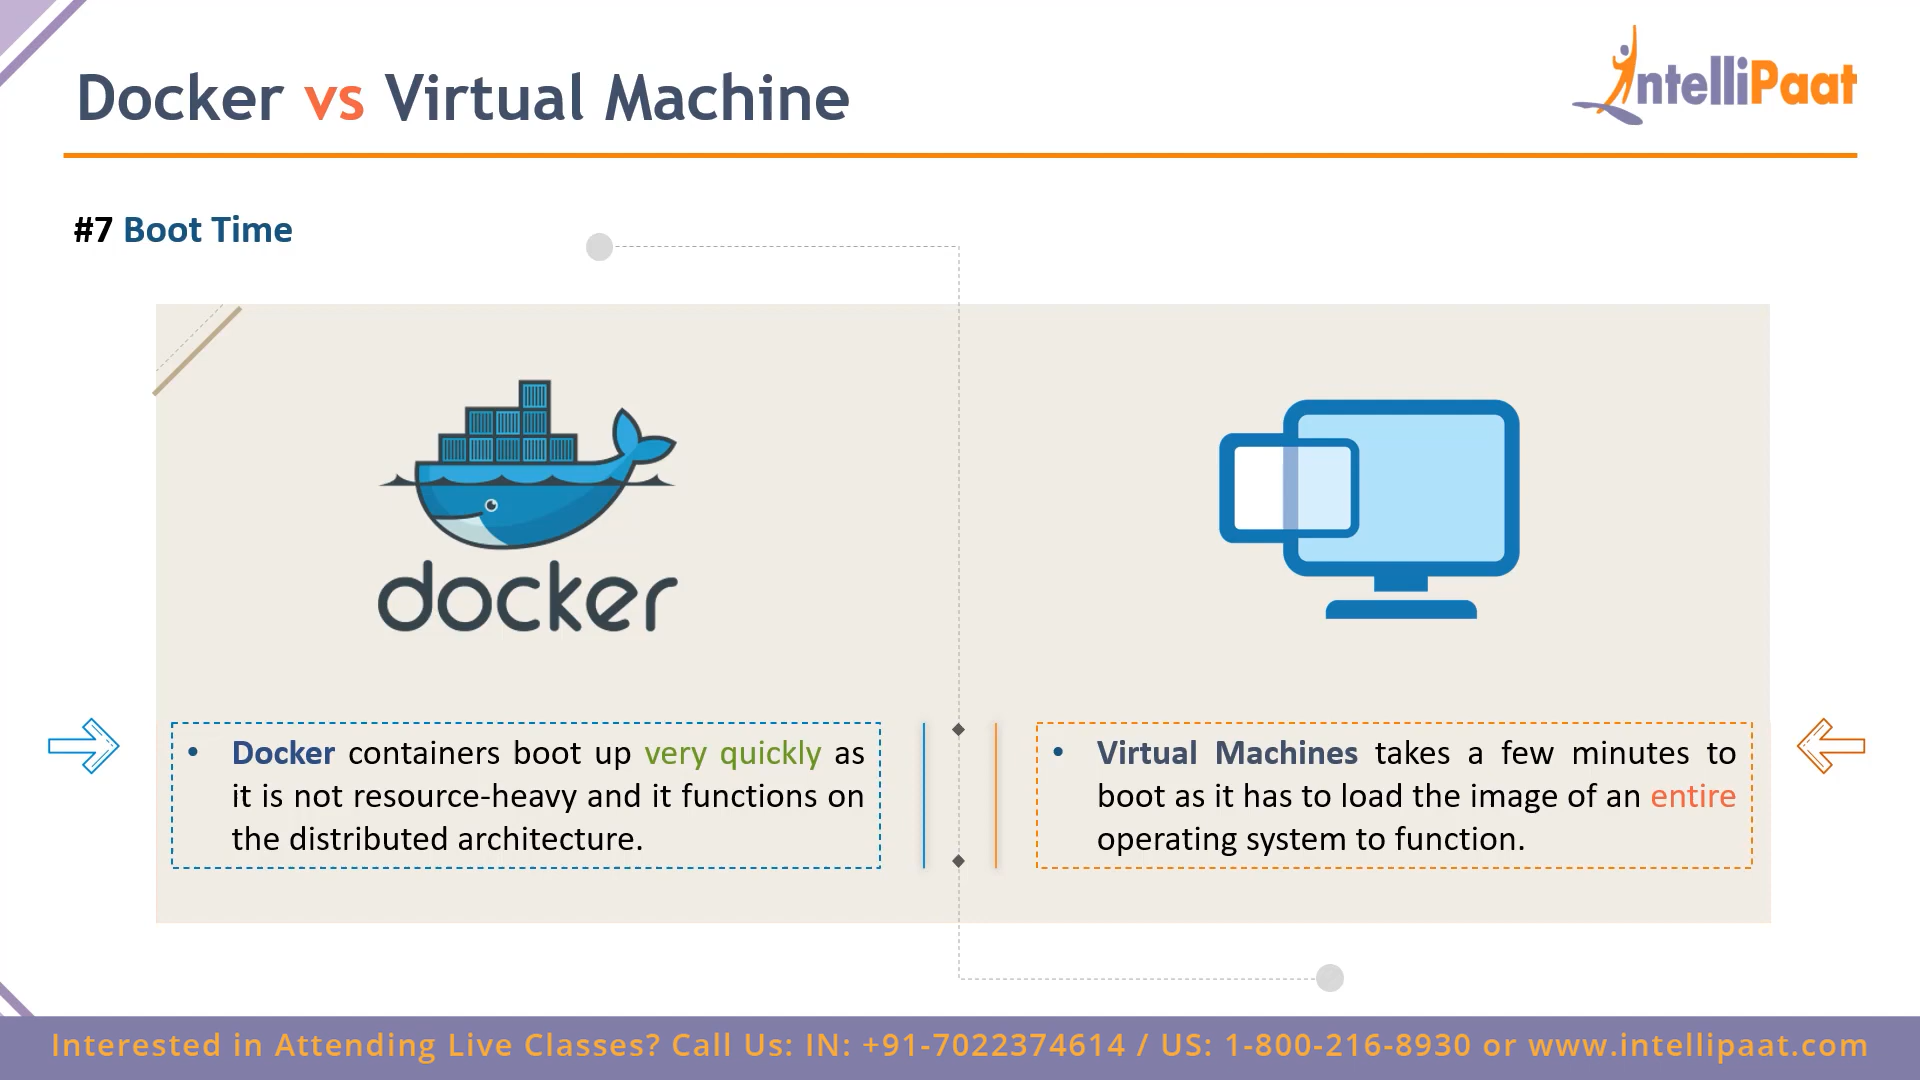 Docker vs Virtual Machine
IntelliPaat
#7 Boot Time
docker
• Docker containers boot up very quickly as
it is not resource-heavy and it functions on
the distributed architecture.
• Virtual Machines takes a few minutes to
boot as it has to load the image of an entire
operating system to function.
Interested in Attending Live Classes? Call Us: IN: +91-7022374614 / US: 1-800-216-8930 or www.intellipaat.com